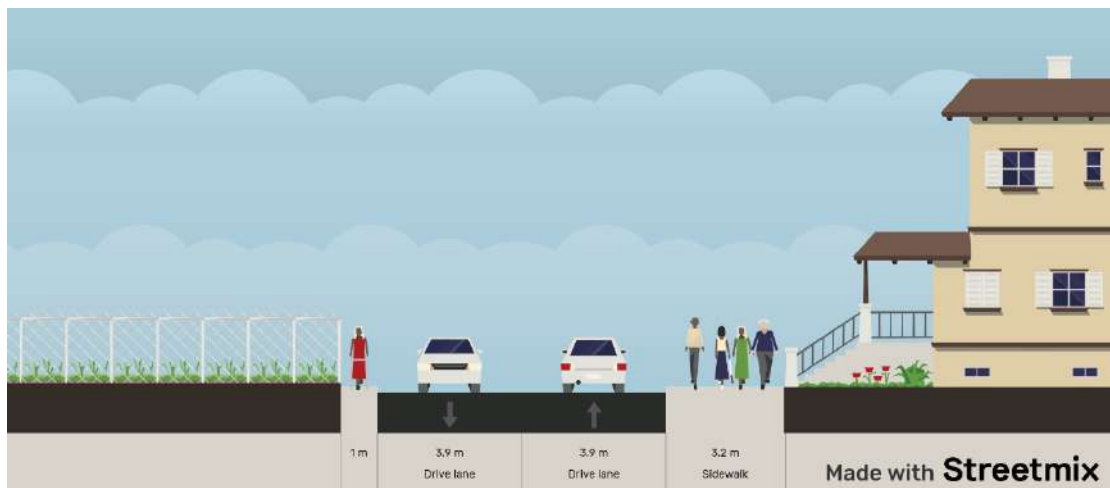 1 m
3.9 m
Drive lane
3.9 m
Drive lane
3.2 m
Sidewalk
Made with Streetmix